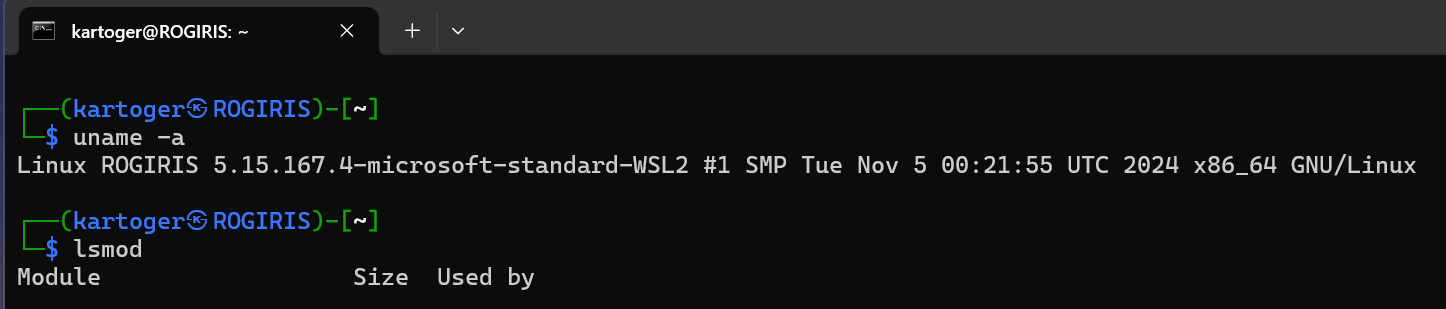 kartoger@ROGIRIS: ~
┌──(kartoger㉿ROGIRIS)-[~]
└─$ uname -a
Linux ROGIRIS 5.15.167.4-microsoft-standard-WSL2 #1 SMP Tue Nov 5 00:21:55 UTC 2024 x86_64 GNU/Linux
┌──(kartoger㉿ROGIRIS)-[~]
└─$ lsmod
Module                  Size  Used by